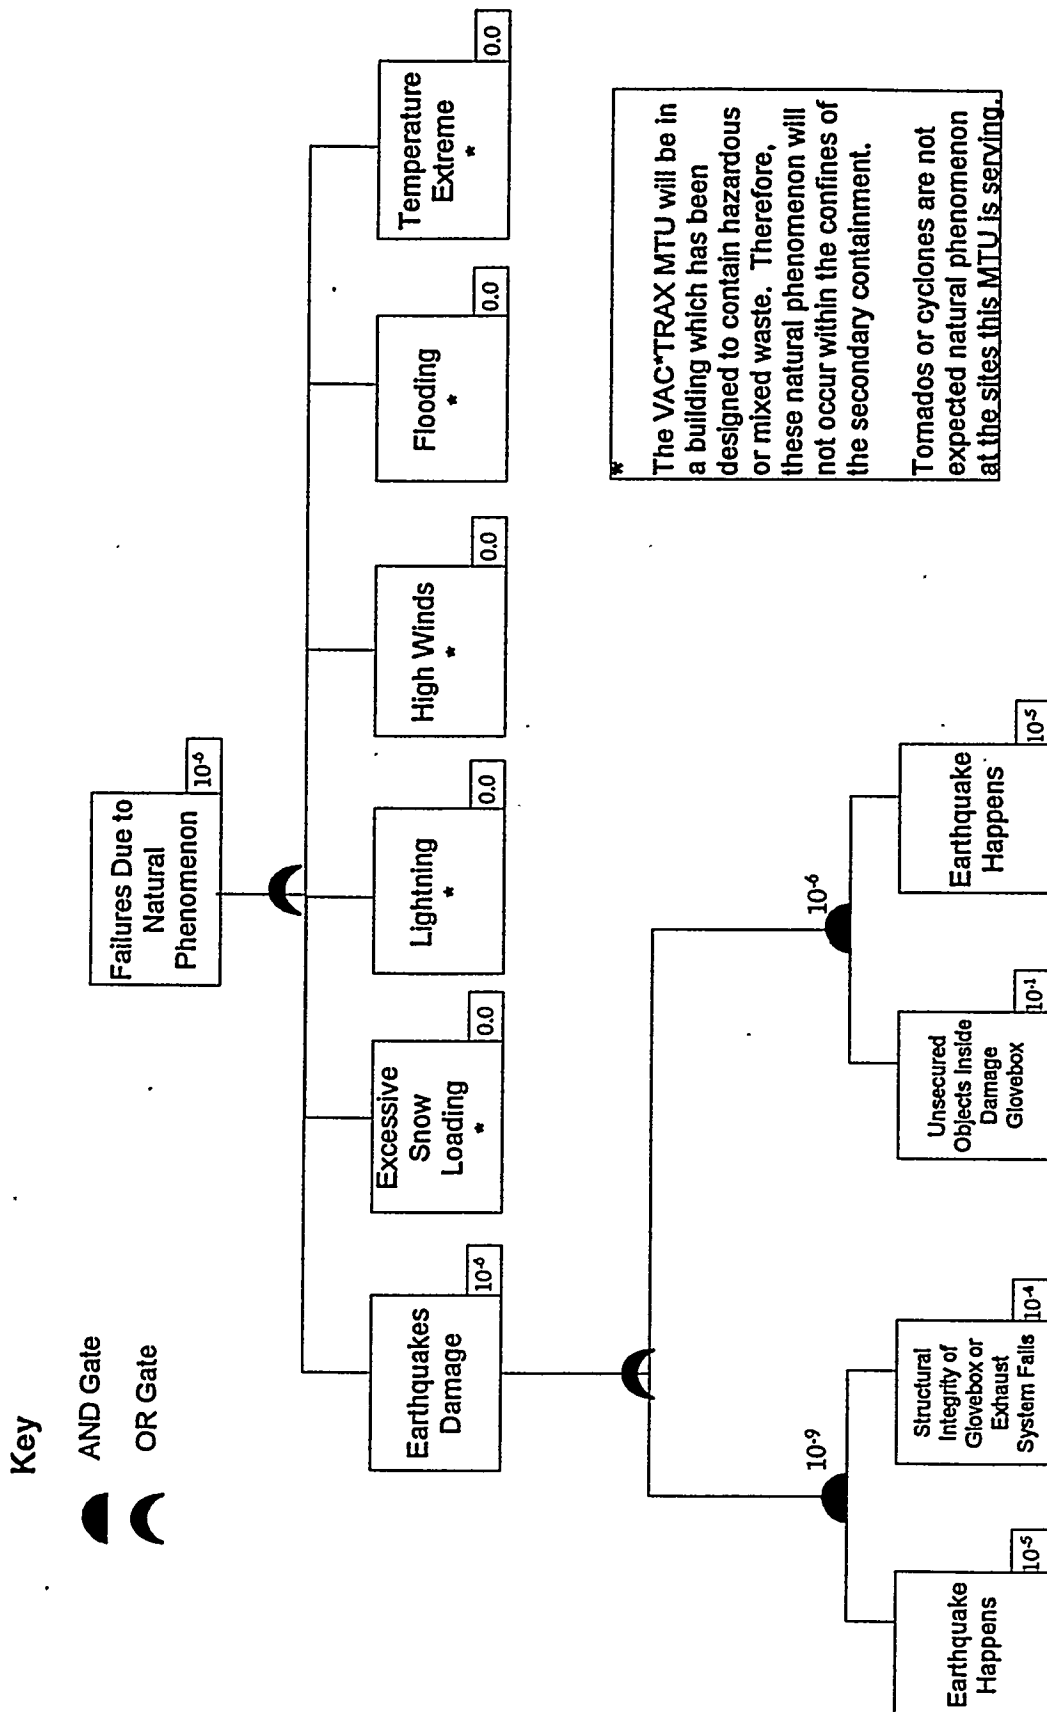 Key
AND Gate
OR Gate
Failures Due to
Natural
Phenomenon
10-6
Earthquakes
Damage
10-6
Excessive
Snow
Loading
*
0.0
Lightning
*
0.0
High Winds
*
0.0
Flooding
*
0.0
Temperature
Extreme
*
0.0
10-9
10-6
Earthquake
Happens
10-5
Structural
Integrity of
Glovebox or
Exhaust
System Fails
10-4
Unsecured
Objects Inside
Damage
Glovebox
10-1
Earthquake
Happens
10-5
*
The VAC*TRAX MTU will be in
a building which has been
designed to contain hazardous
or mixed waste. Therefore,
these natural phenomenon will
not occur within the confines of
the secondary containment.
Tornados or cyclones are not
expected natural phenomenon
at the sites this MTU is serving.